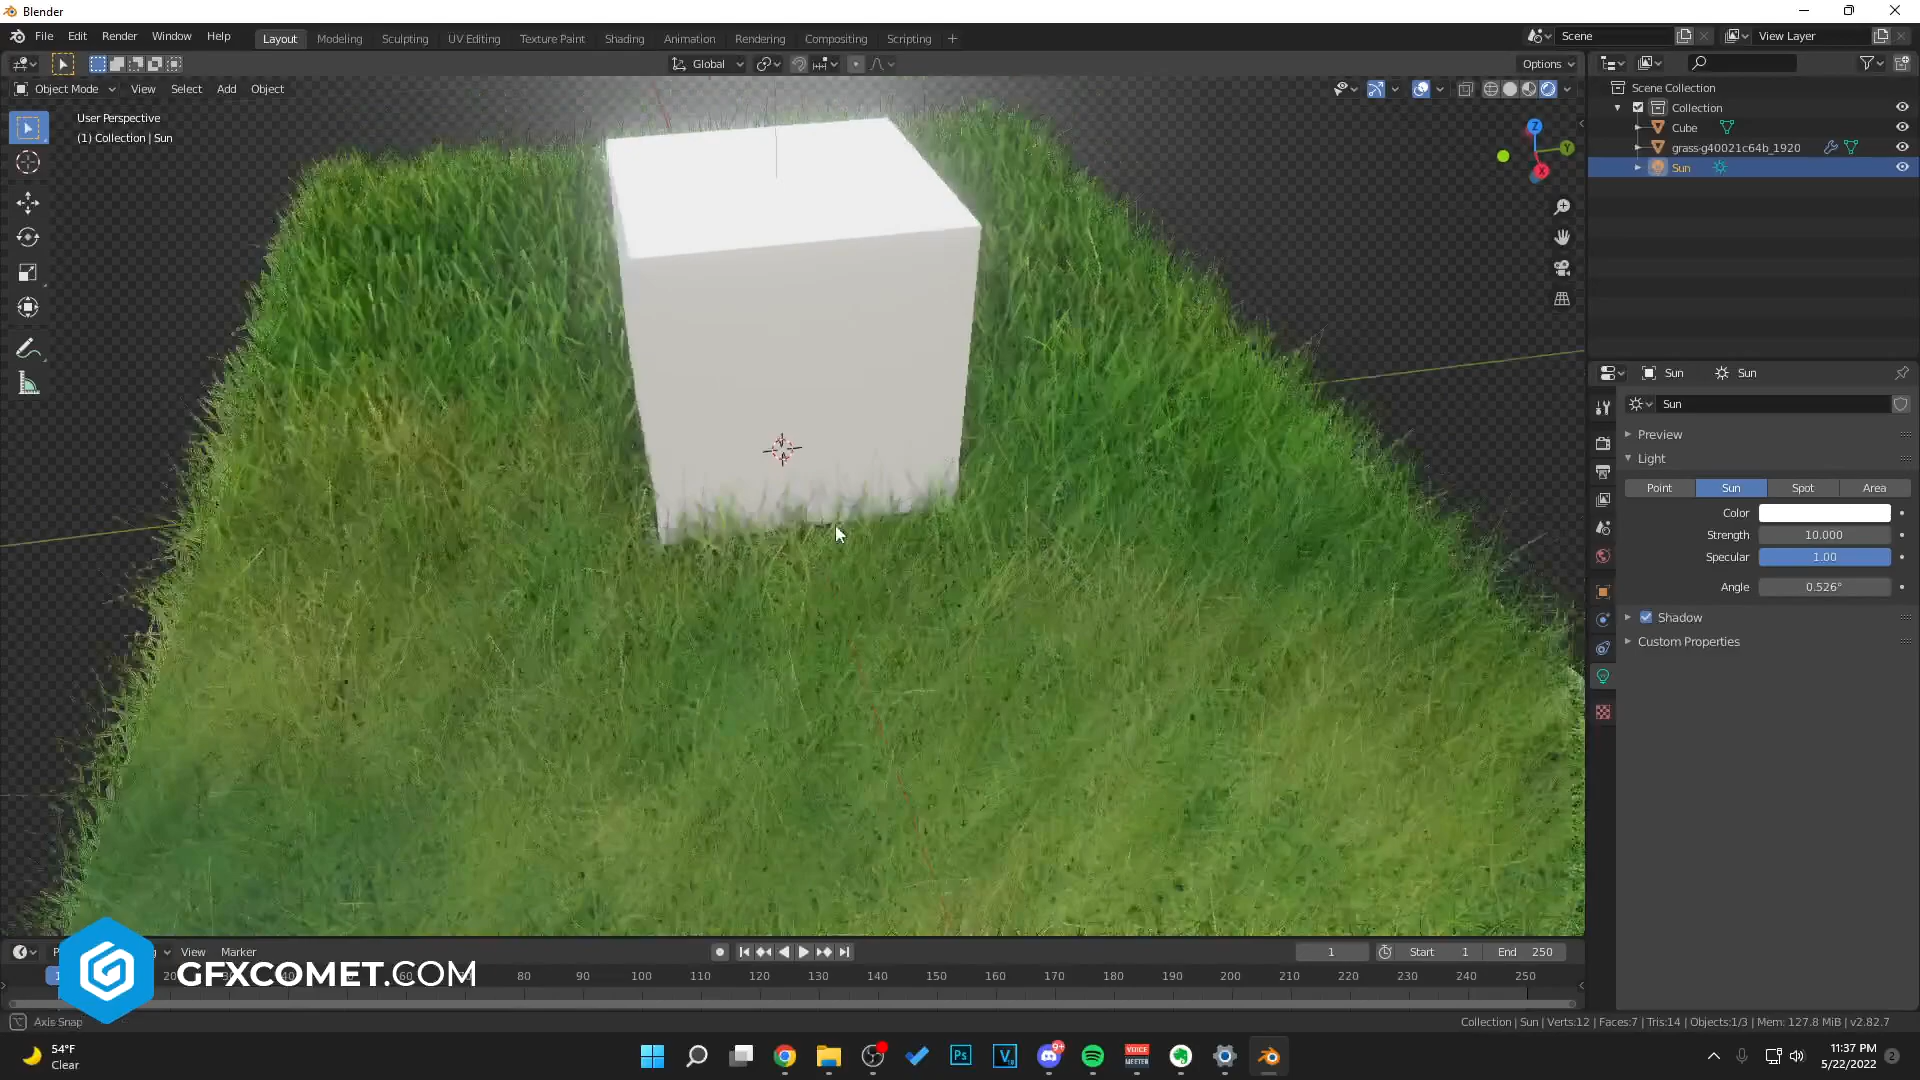 Blender
File Edit Render Window Help
Layout Modeling Sculpting UV Editing Texture Paint Shading Animation Rendering Compositing Scripting +
Scene
View Layer
Global
Options
Object Mode View Select Add Object
User Perspective
(1) Collection | Sun
Z
Y
X
Scene Collection
Collection
Cube
grass-g40021c64b_1920
Sun
Sun Sun
Sun
Preview
Light
Point Sun Spot Area
Color
Strength 10.000
Specular 1.00
Angle 0.526°
Shadow
Custom Properties
View Marker
1 Start 1 End 250
80 90 100 110 120 130 140 150 160 170 180 190 200 210 220 230 240 250
GFXCOMET.COM
Axis Snap
Collection | Sun | Verts:12 | Faces:7 | Tris:14 | Objects:1/3 | Mem: 127.8 MiB | v2.82.7
54°F
Clear
Ps
V
9+
VOICE
MEETER
11:37 PM
5/22/2022
2